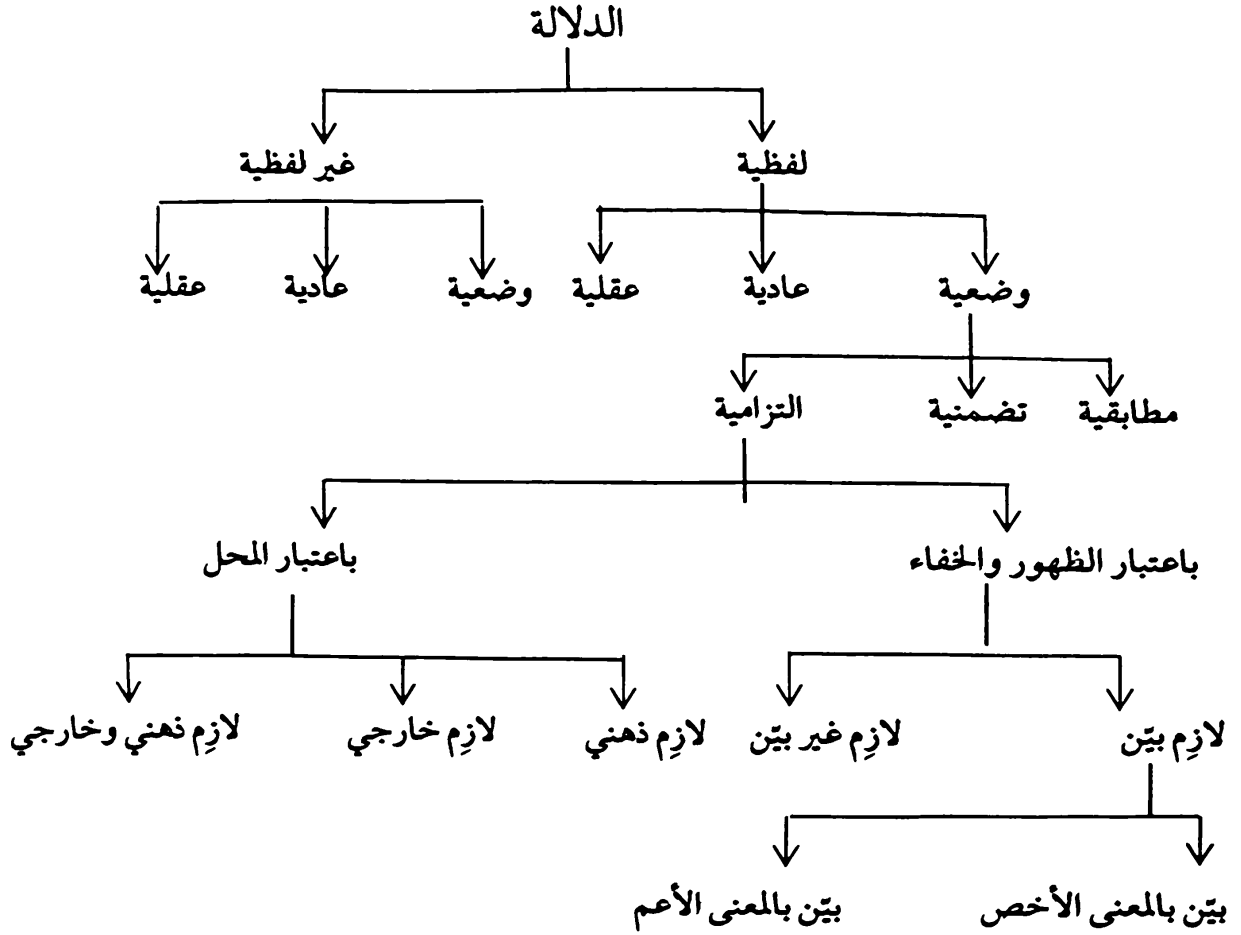 الدلالة
لفظية غير لفظية
وضعية عادية عقلية وضعية عادية عقلية
مطابقية تضمنية التزامية
باعتبار الظهور والخفاء باعتبار المحل
لازِم بيّن لازِم غير بيّن لازِم ذهني لازِم خارجي لازِم ذهني وخارجي
بيّن بالمعنى الأخص بيّن بالمعنى الأعم